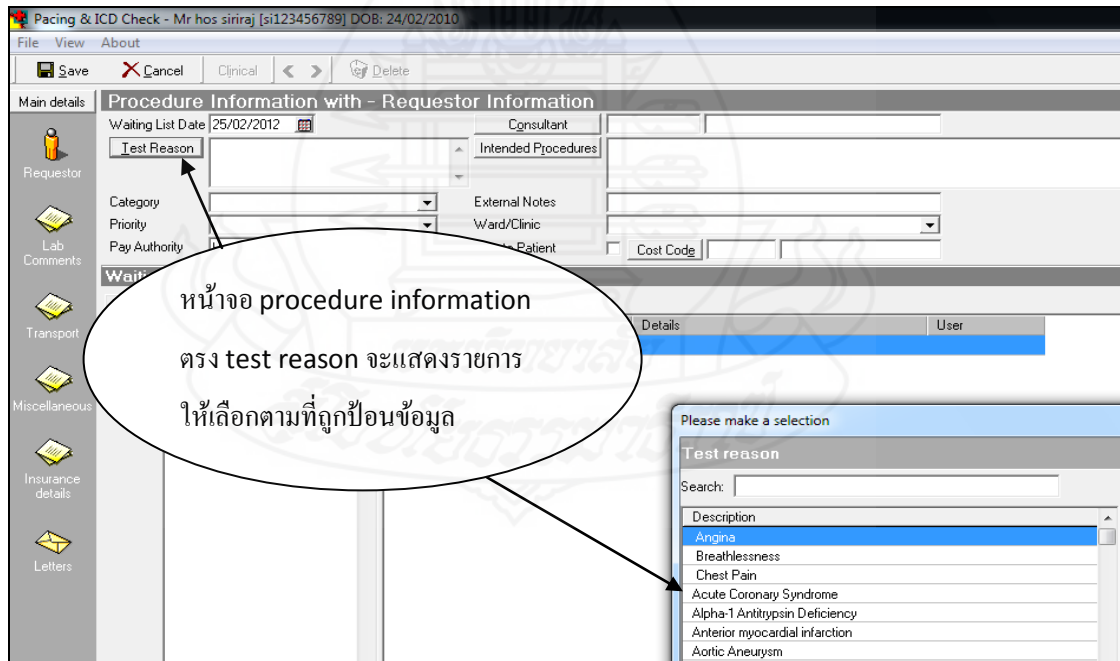 Pacing & ICD Check - Mr hos siriraj [si123456789] DOB: 24/02/2010
File View About
Save Cancel Clinical Delete
Main details
Procedure Information with - Requestor Information
Waiting List Date 25/02/2012 Consultant
Test Reason Intended Procedures
Requestor
Category External Notes
Priority Ward/Clinic
Pay Authority Patient Cost Code
Lab
Comments
Waiti
หน้าจอ procedure information
ตรง test reason จะแสดงรายการ
ให้เลือกตามที่ถูกป้อนข้อมูล
Details User
Transport
Miscellaneous
Insurance
details
Letters
Please make a selection
Test reason
Search:
Description
Angina
Breathlessness
Chest Pain
Acute Coronary Syndrome
Alpha-1 Antitrypsin Deficiency
Anterior myocardial infarction
Aortic Aneurysm